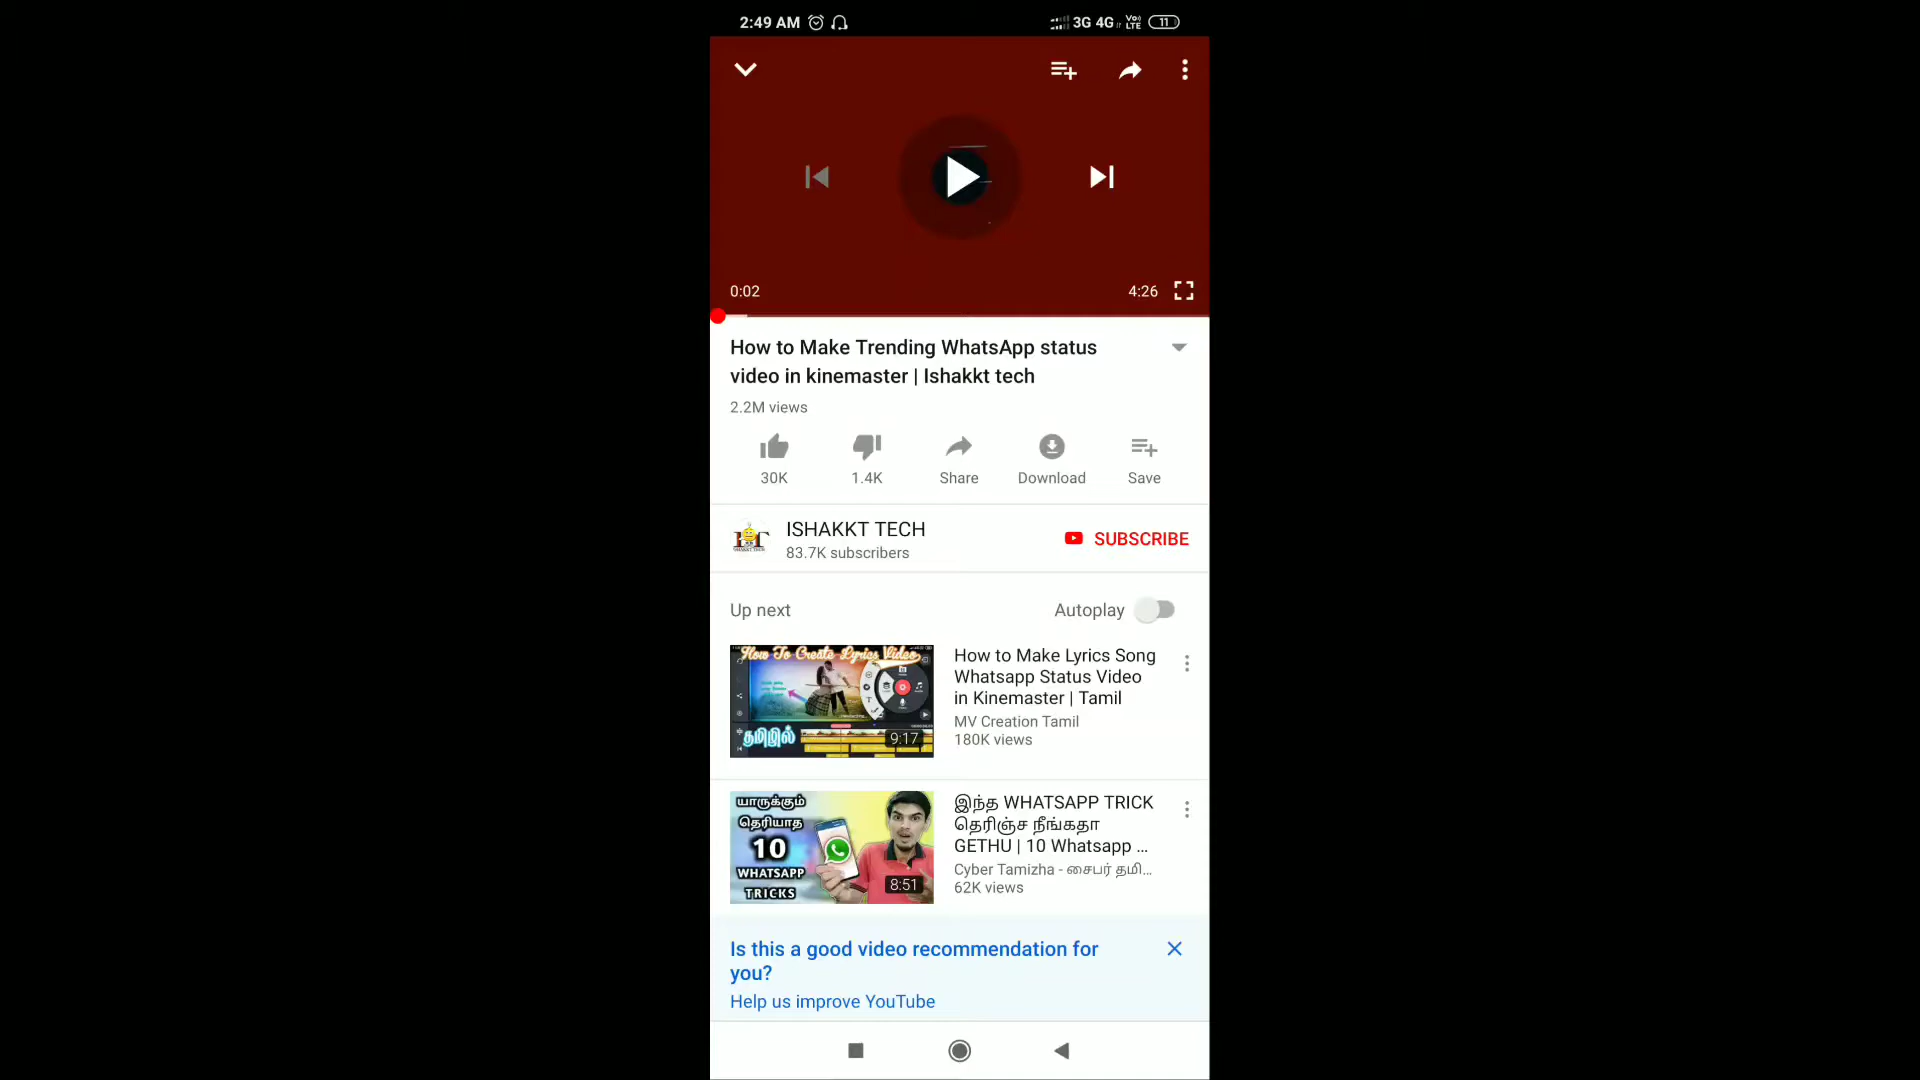 2:49 AM
3G 4G Vo) LTE 11
0:02
4:26
How to Make Trending WhatsApp status
video in kinemaster | Ishakkt tech
2.2M views
30K
1.4K
Share
Download
Save
ISHAKKT TECH
83.7K subscribers
SUBSCRIBE
Up next
Autoplay
How To Create Lyrics Video
தமிழில்
9:17
How to Make Lyrics Song
Whatsapp Status Video
in Kinemaster | Tamil
MV Creation Tamil
180K views
யாருக்கும்
தெரியாத
10
WHATSAPP
TRICKS
8:51
இந்த WHATSAPP TRICK
தெரிஞ்ச நீங்கதா
GETHU | 10 Whatsapp ...
Cyber Tamizha - சைபர் தமி...
62K views
Is this a good video recommendation for
you?
Help us improve YouTube